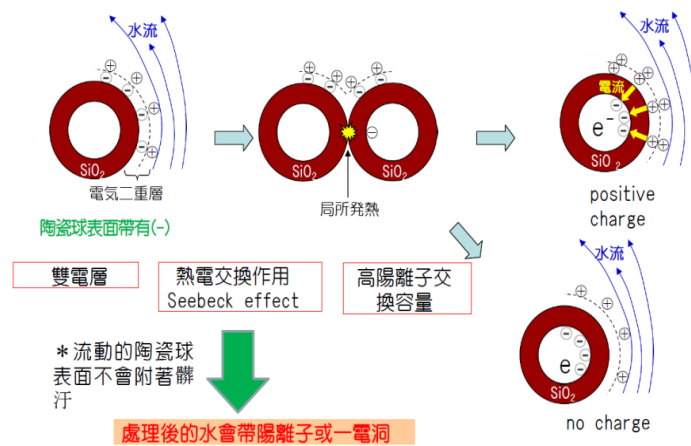 水流
SiO₂
電気二重層
陶瓷球表面帶有(-)
SiO₂
SiO₂
局所発熱
水流
電流
e⁻
SiO₂
positive
charge
雙電層
熱電交換作用
Seebeck effect
高陽離子交
換容量
水流
e
SiO₂
no charge
＊流動的陶瓷球
表面不會附著髒
汙
處理後的水會帶陽離子或一電洞